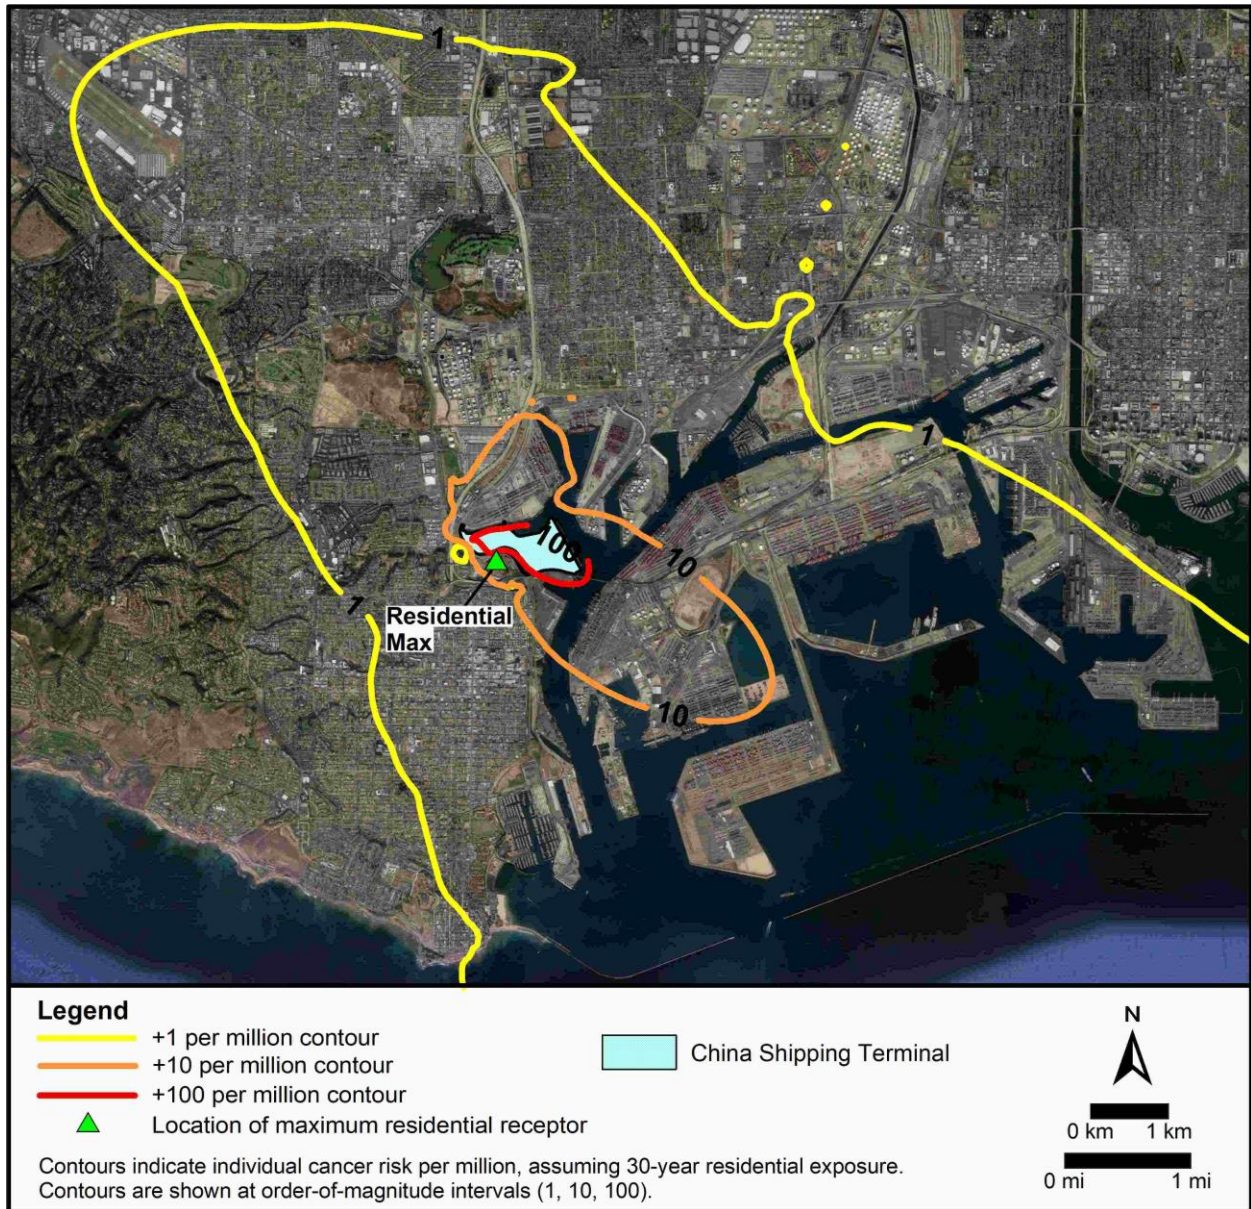 1
100
10
Residential
Max
1
1
10
Legend
+1 per million contour
+10 per million contour
+100 per million contour
Location of maximum residential receptor
China Shipping Terminal
N
0 km 1 km
0 mi 1 mi
Contours indicate individual cancer risk per million, assuming 30-year residential exposure.
Contours are shown at order-of-magnitude intervals (1, 10, 100).